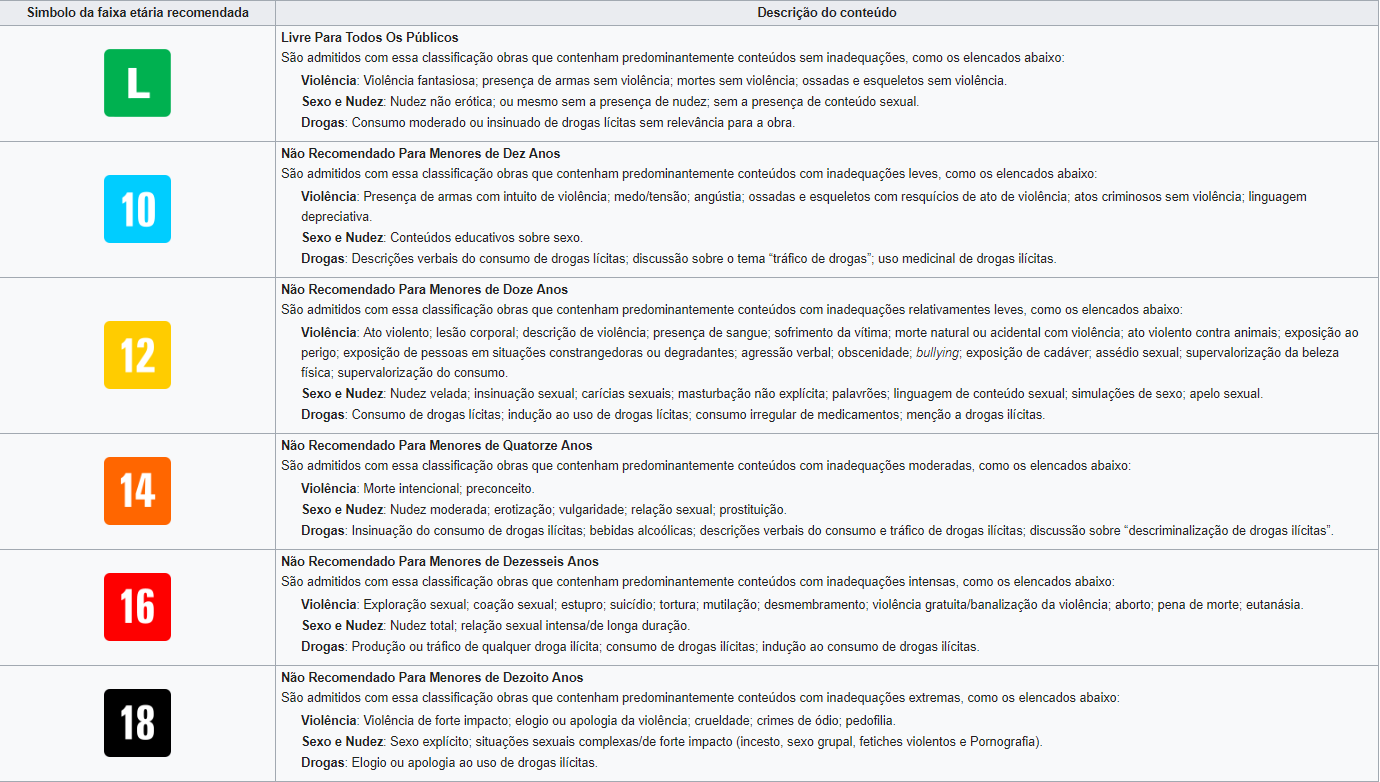 Simbolo da faixa etária recomendada
Descrição do conteúdo
L
Livre Para Todos Os Públicos
São admitidos com essa classificação obras que contenham predominantemente conteúdos sem inadequações, como os elencados abaixo:
Violência: Violência fantasiosa; presença de armas sem violência; mortes sem violência; ossadas e esqueletos sem violência.
Sexo e Nudez: Nudez não erótica; ou mesmo sem a presença de nudez; sem a presença de conteúdo sexual.
Drogas: Consumo moderado ou insinuado de drogas lícitas sem relevância para a obra.
10
Não Recomendado Para Menores de Dez Anos
São admitidos com essa classificação obras que contenham predominantemente conteúdos com inadequações leves, como os elencados abaixo:
Violência: Presença de armas com intuito de violência; medo/tensão; angústia; ossadas e esqueletos com resquícios de ato de violência; atos criminosos sem violência; linguagem
depreciativa.
Sexo e Nudez: Conteúdos educativos sobre sexo.
Drogas: Descrições verbais do consumo de drogas lícitas; discussão sobre o tema “tráfico de drogas”; uso medicinal de drogas ilícitas.
12
Não Recomendado Para Menores de Doze Anos
São admitidos com essa classificação obras que contenham predominantemente conteúdos com inadequações relativamentes leves, como os elencados abaixo:
Violência: Ato violento; lesão corporal; descrição de violência; presença de sangue; sofrimento da vítima; morte natural ou acidental com violência; ato violento contra animais; exposição ao
perigo; exposição de pessoas em situações constrangedoras ou degradantes; agressão verbal; obscenidade; bullying; exposição de cadáver; assédio sexual; supervalorização da beleza
física; supervalorização do consumo.
Sexo e Nudez: Nudez velada; insinuação sexual; carícias sexuais; masturbação não explícita; palavrões; linguagem de conteúdo sexual; simulações de sexo; apelo sexual.
Drogas: Consumo de drogas lícitas; indução ao uso de drogas lícitas; consumo irregular de medicamentos; menção a drogas ilícitas.
14
Não Recomendado Para Menores de Quatorze Anos
São admitidos com essa classificação obras que contenham predominantemente conteúdos com inadequações moderadas, como os elencados abaixo:
Violência: Morte intencional; preconceito.
Sexo e Nudez: Nudez moderada; erotização; vulgaridade; relação sexual; prostituição.
Drogas: Insinuação do consumo de drogas ilícitas; bebidas alcoólicas; descrições verbais do consumo e tráfico de drogas ilícitas; discussão sobre “descriminalização de drogas ilícitas”.
16
Não Recomendado Para Menores de Dezesseis Anos
São admitidos com essa classificação obras que contenham predominantemente conteúdos com inadequações intensas, como os elencados abaixo:
Violência: Exploração sexual; coação sexual; estupro; suicídio; tortura; mutilação; desmembramento; violência gratuita/banalização da violência; aborto; pena de morte; eutanásia.
Sexo e Nudez: Nudez total; relação sexual intensa/de longa duração.
Drogas: Produção ou tráfico de qualquer droga ilícita; consumo de drogas ilícitas; indução ao consumo de drogas ilícitas.
18
Não Recomendado Para Menores de Dezoito Anos
São admitidos com essa classificação obras que contenham predominantemente conteúdos com inadequações extremas, como os elencados abaixo:
Violência: Violência de forte impacto; elogio ou apologia da violência; crueldade; crimes de ódio; pedofilia.
Sexo e Nudez: Sexo explícito; situações sexuais complexas/de forte impacto (incesto, sexo grupal, fetiches violentos e Pornografia).
Drogas: Elogio ou apologia ao uso de drogas ilícitas.